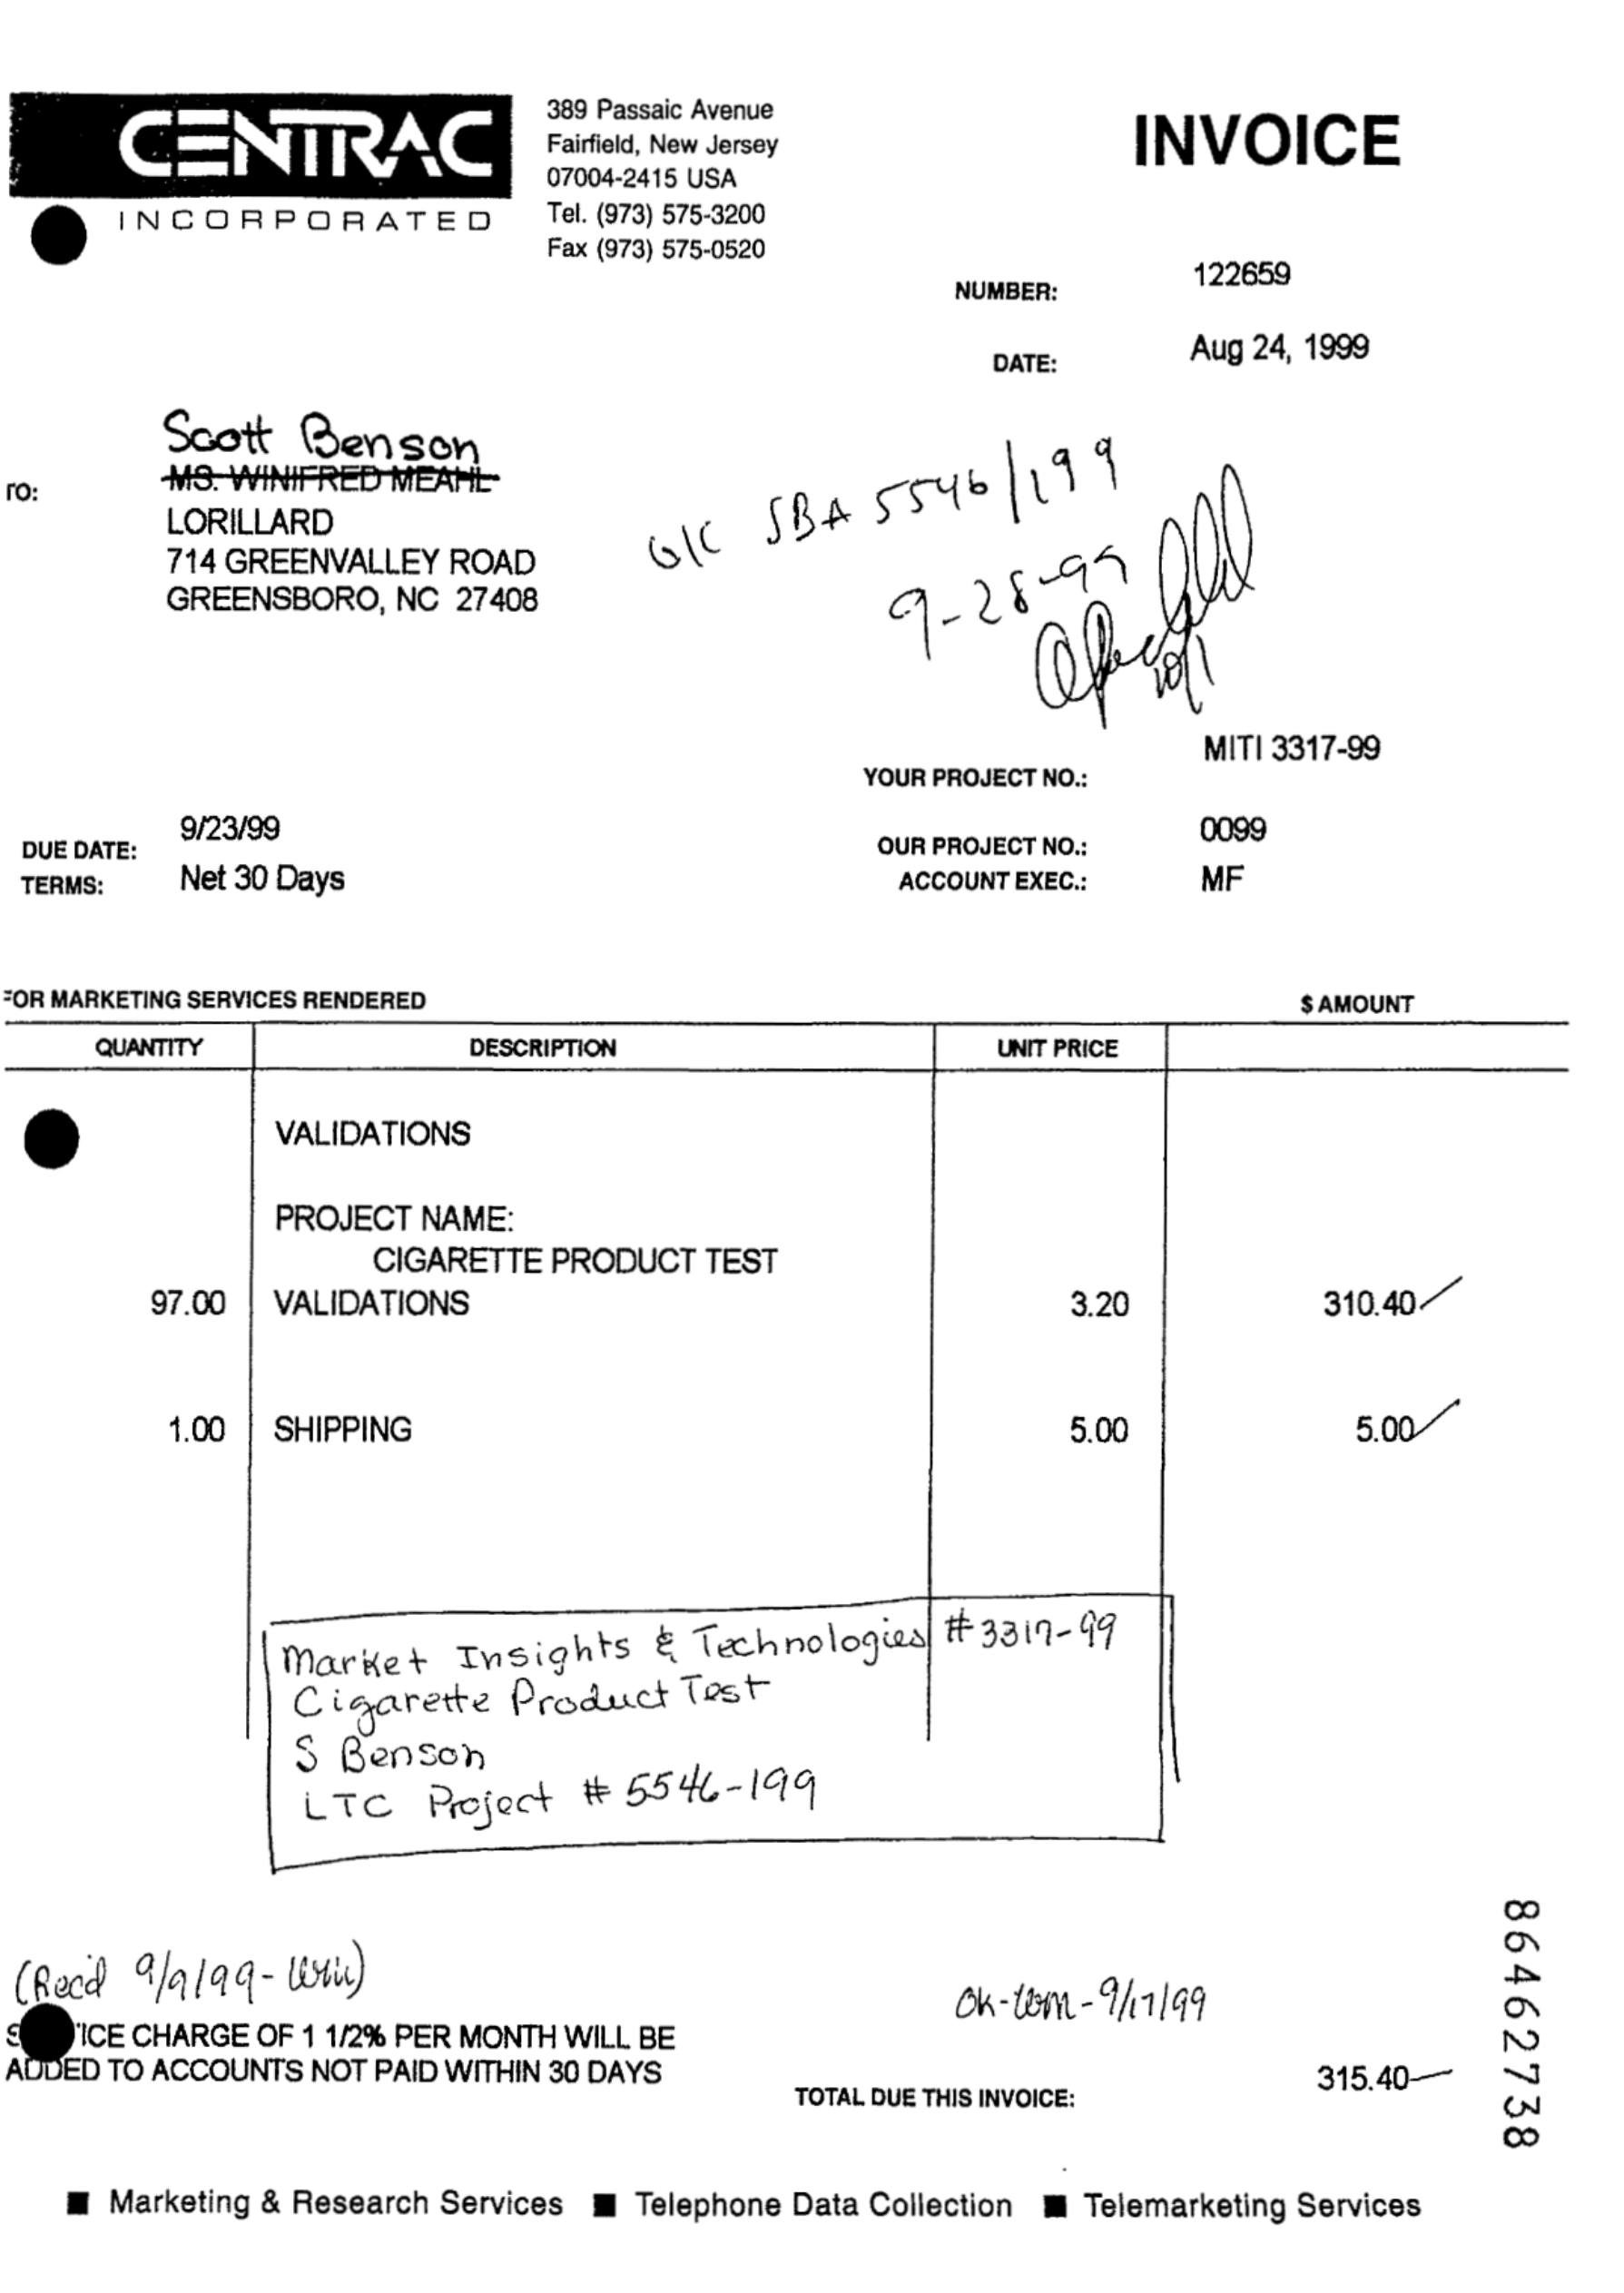 CENTRAC
INCORPORATED
389 Passaic Avenue
Fairfield, New Jersey
07004-2415 USA
Tel. (973) 575-3200
Fax (973) 575-0520
INVOICE
NUMBER: 122659
DATE: Aug 24, 1999
Scott Benson
TO: MS. WINIFRED MEAHL
LORILLARD
714 GREENVALLEY ROAD
GREENSBORO, NC 27408
O/K SBA 5546/199
9-28-99
10/1
YOUR PROJECT NO.: MITI 3317-99
DUE DATE: 9/23/99
TERMS: Net 30 Days
OUR PROJECT NO.: 0099
ACCOUNT EXEC.: MF
FOR MARKETING SERVICES RENDERED $ AMOUNT
QUANTITY DESCRIPTION UNIT PRICE
VALIDATIONS
PROJECT NAME:
CIGARETTE PRODUCT TEST
97.00 VALIDATIONS 3.20 310.40
1.00 SHIPPING 5.00 5.00
Market Insights & Technologies #3317-99
Cigarette Product Test
S Benson
LTC Project # 5546-199
(Rec'd 9/9/99-
OK-wm-9/17/99
ICE CHARGE OF 1 1/2% PER MONTH WILL BE
ADDED TO ACCOUNTS NOT PAID WITHIN 30 DAYS
TOTAL DUE THIS INVOICE: 315.40
86462738
■ Marketing & Research Services ■ Telephone Data Collection ■ Telemarketing Services